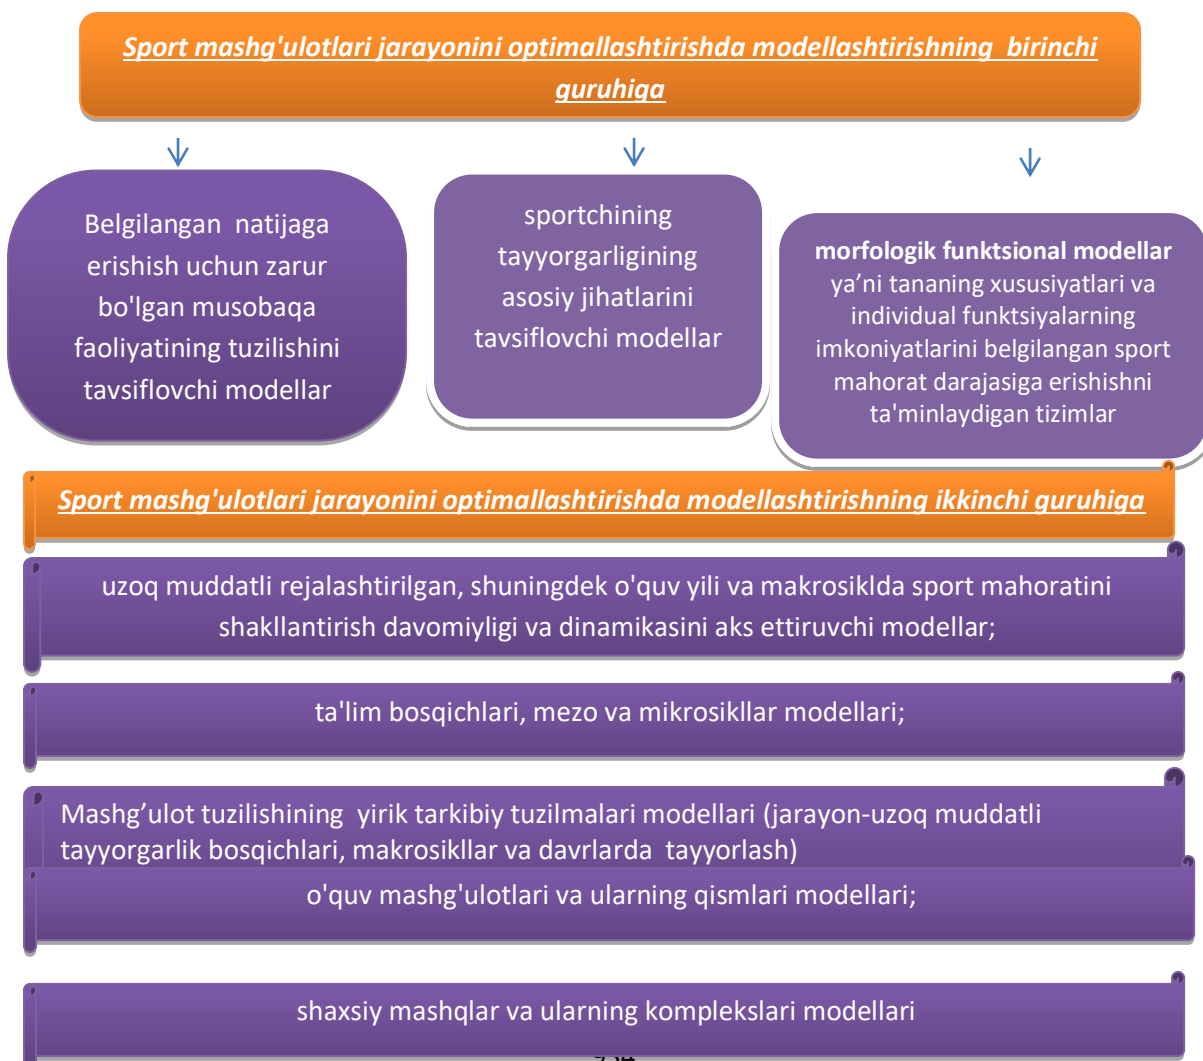 Sport mashg'ulotlari jarayonini optimallashtirishda modellashtirishning birinchi
guruhiga
Belgilangan natijaga
erishish uchun zarur
bo'lgan musobaqa
faoliyatining tuzilishini
tavsiflovchi modellar
sportchining
tayyorgarligining
asosiy jihatlarini
tavsiflovchi modellar
morfologik funktsional modellar
ya’ni tananing xususiyatlari va
individual funktsiyalarning
imkoniyatlarini belgilangan sport
mahorat darajasiga erishishni
ta'minlaydigan tizimlar
Sport mashg'ulotlari jarayonini optimallashtirishda modellashtirishning ikkinchi guruhiga
uzoq muddatli rejalashtirilgan, shuningdek o'quv yili va makrosiklda sport mahoratini
shakllantirish davomiyligi va dinamikasini aks ettiruvchi modellar;
ta'lim bosqichlari, mezo va mikrosikllar modellari;
Mashg’ulot tuzilishining yirik tarkibiy tuzilmalari modellari (jarayon-uzoq muddatli
tayyorgarlik bosqichlari, makrosikllar va davrlarda tayyorlash)
o'quv mashg'ulotlari va ularning qismlari modellari;
shaxsiy mashqlar va ularning komplekslari modellari